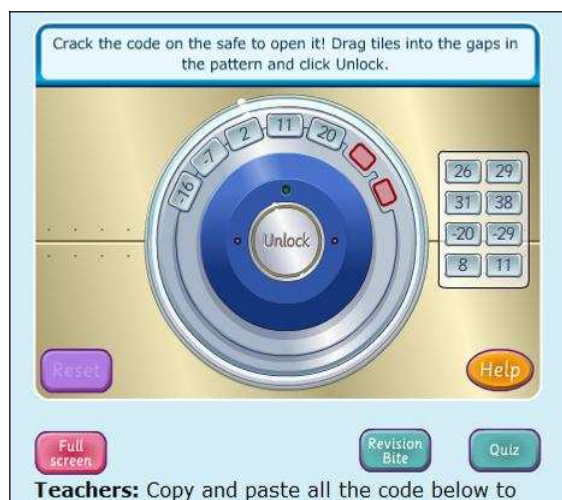 Crack the code on the safe to open it! Drag tiles into the gaps in
the pattern and click Unlock.
-16 -7 2 11 20
26 29
31 38
-20 -29
8 11
Unlock
Reset
Help
Full
screen
Revision
Bite
Quiz
Teachers: Copy and paste all the code below to